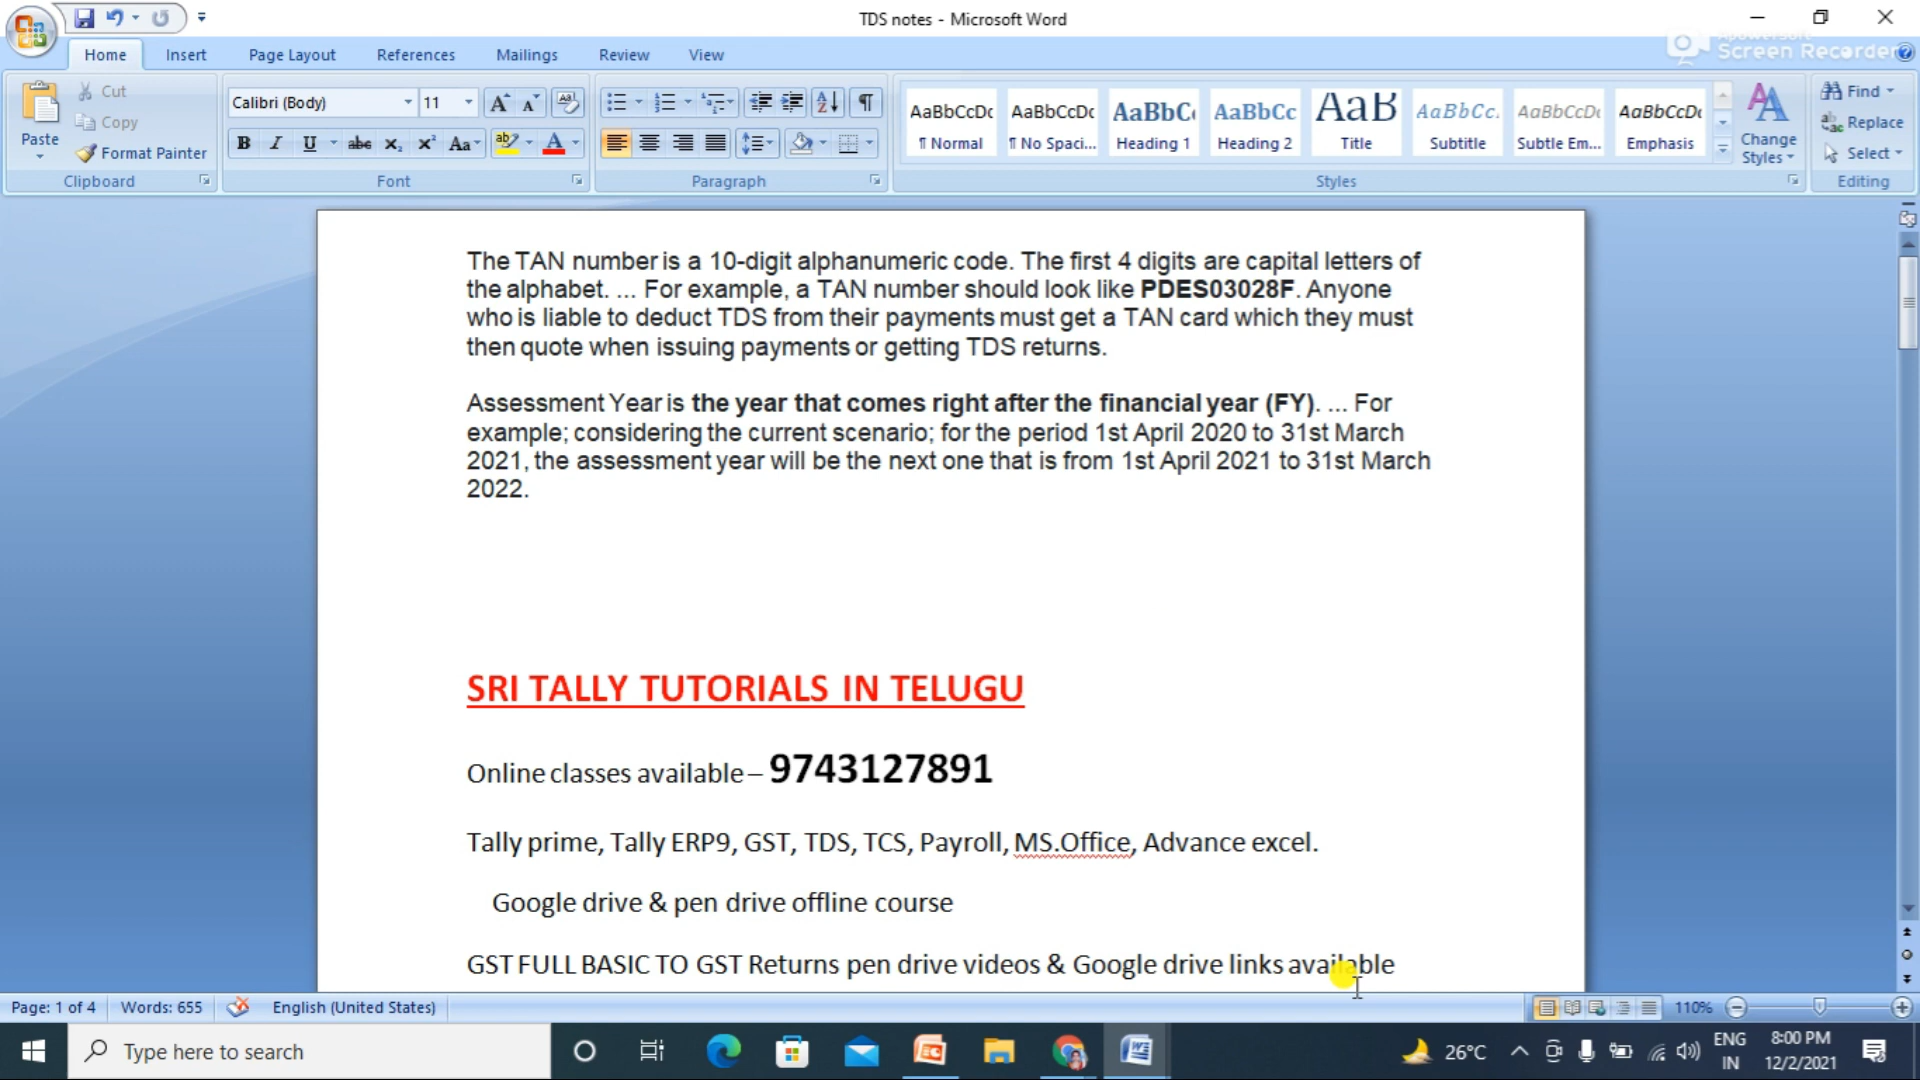 TDS notes - Microsoft Word
Screen Recorder
Home Insert Page Layout References Mailings Review View
Paste
Cut
Copy
Format Painter
Clipboard
Calibri (Body) 11
Font
Paragraph
AaBbCcDc AaBbCcDc AaBbC AaBbCc AaB AaBbCc. AaBbCcDc AaBbCcDc
¶ Normal ¶ No Spaci... Heading 1 Heading 2 Title Subtitle Subtle Em... Emphasis
Change
Styles
Styles
Find
Replace
Select
Editing
The TAN number is a 10-digit alphanumeric code. The first 4 digits are capital letters of
the alphabet. ... For example, a TAN number should look like PDES03028F. Anyone
who is liable to deduct TDS from their payments must get a TAN card which they must
then quote when issuing payments or getting TDS returns.
Assessment Year is the year that comes right after the financial year (FY). ... For
example; considering the current scenario; for the period 1st April 2020 to 31st March
2021, the assessment year will be the next one that is from 1st April 2021 to 31st March
2022.
SRI TALLY TUTORIALS IN TELUGU
Online classes available – 9743127891
Tally prime, Tally ERP9, GST, TDS, TCS, Payroll, MS.Office, Advance excel.
Google drive & pen drive offline course
GST FULL BASIC TO GST Returns pen drive videos & Google drive links available
Page: 1 of 4 Words: 655 English (United States) 110%
Type here to search
26°C
ENG
IN
8:00 PM
12/2/2021